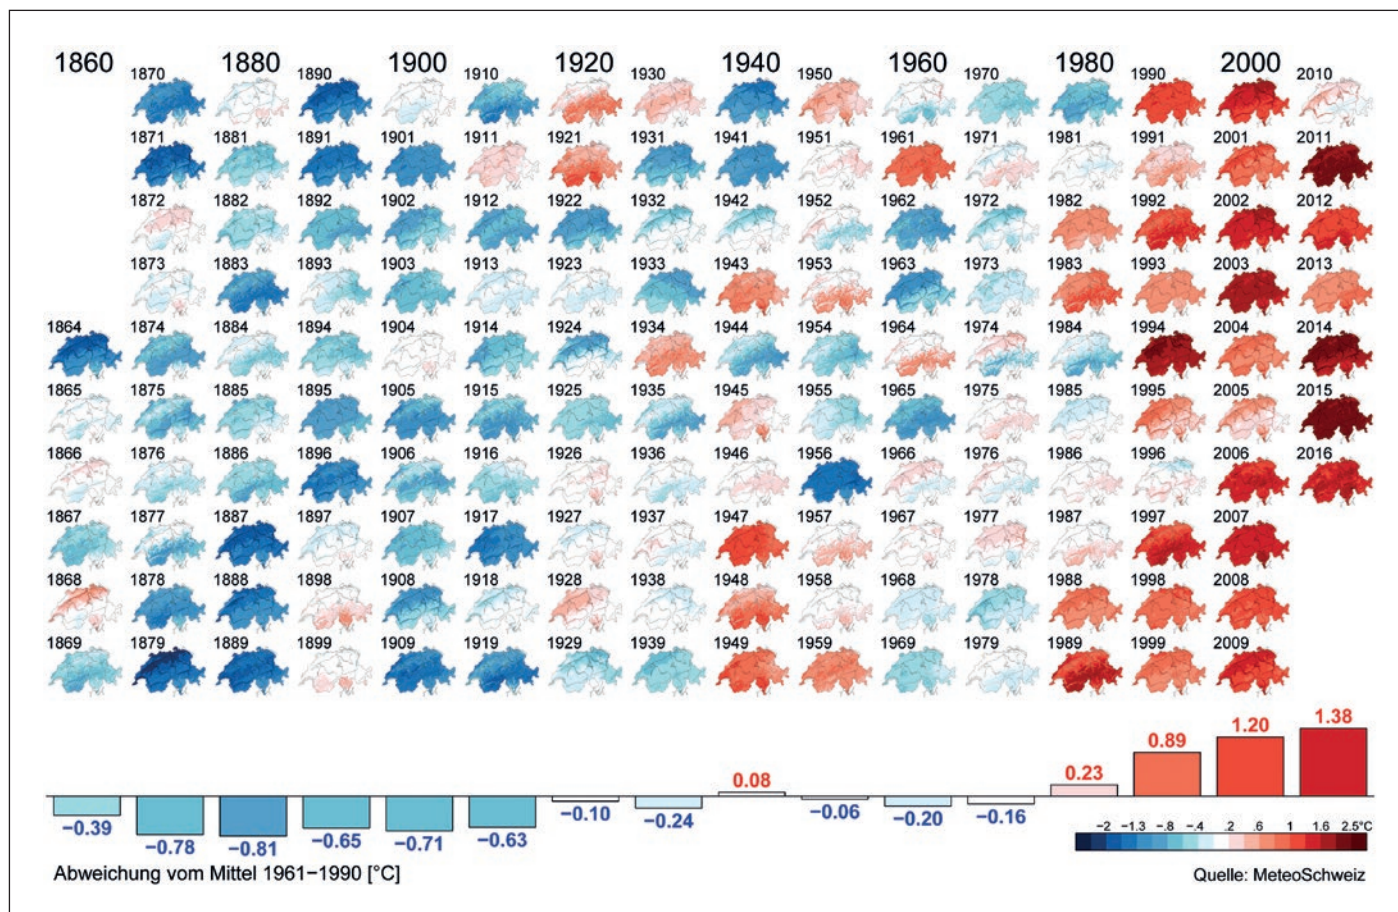 1860 1880 1900 1920 1940 1960 1980 2000
1870 1890 1910 1930 1950 1970 1990 2010
1871 1881 1891 1901 1911 1921 1931 1941 1951 1961 1971 1981 1991 2001 2011
1872 1882 1892 1902 1912 1922 1932 1942 1952 1962 1972 1982 1992 2002 2012
1873 1883 1893 1903 1913 1923 1933 1943 1953 1963 1973 1983 1993 2003 2013
1864 1874 1884 1894 1904 1914 1924 1934 1944 1954 1964 1974 1984 1994 2004 2014
1865 1875 1885 1895 1905 1915 1925 1935 1945 1955 1965 1975 1985 1995 2005 2015
1866 1876 1886 1896 1906 1916 1926 1936 1946 1956 1966 1976 1986 1996 2006 2016
1867 1877 1887 1897 1907 1917 1927 1937 1947 1957 1967 1977 1987 1997 2007
1868 1878 1888 1898 1908 1918 1928 1938 1948 1958 1968 1978 1988 1998 2008
1869 1879 1889 1899 1909 1919 1929 1939 1949 1959 1969 1979 1989 1999 2009
−0.39 −0.78 −0.81 −0.65 −0.71 −0.63 −0.10 −0.24 0.08 −0.06 −0.20 −0.16 0.23 0.89 1.20 1.38
−2 −1.3 −.8 −.4 .2 .6 1 1.6 2.5°C
Abweichung vom Mittel 1961−1990 [°C]
Quelle: MeteoSchweiz